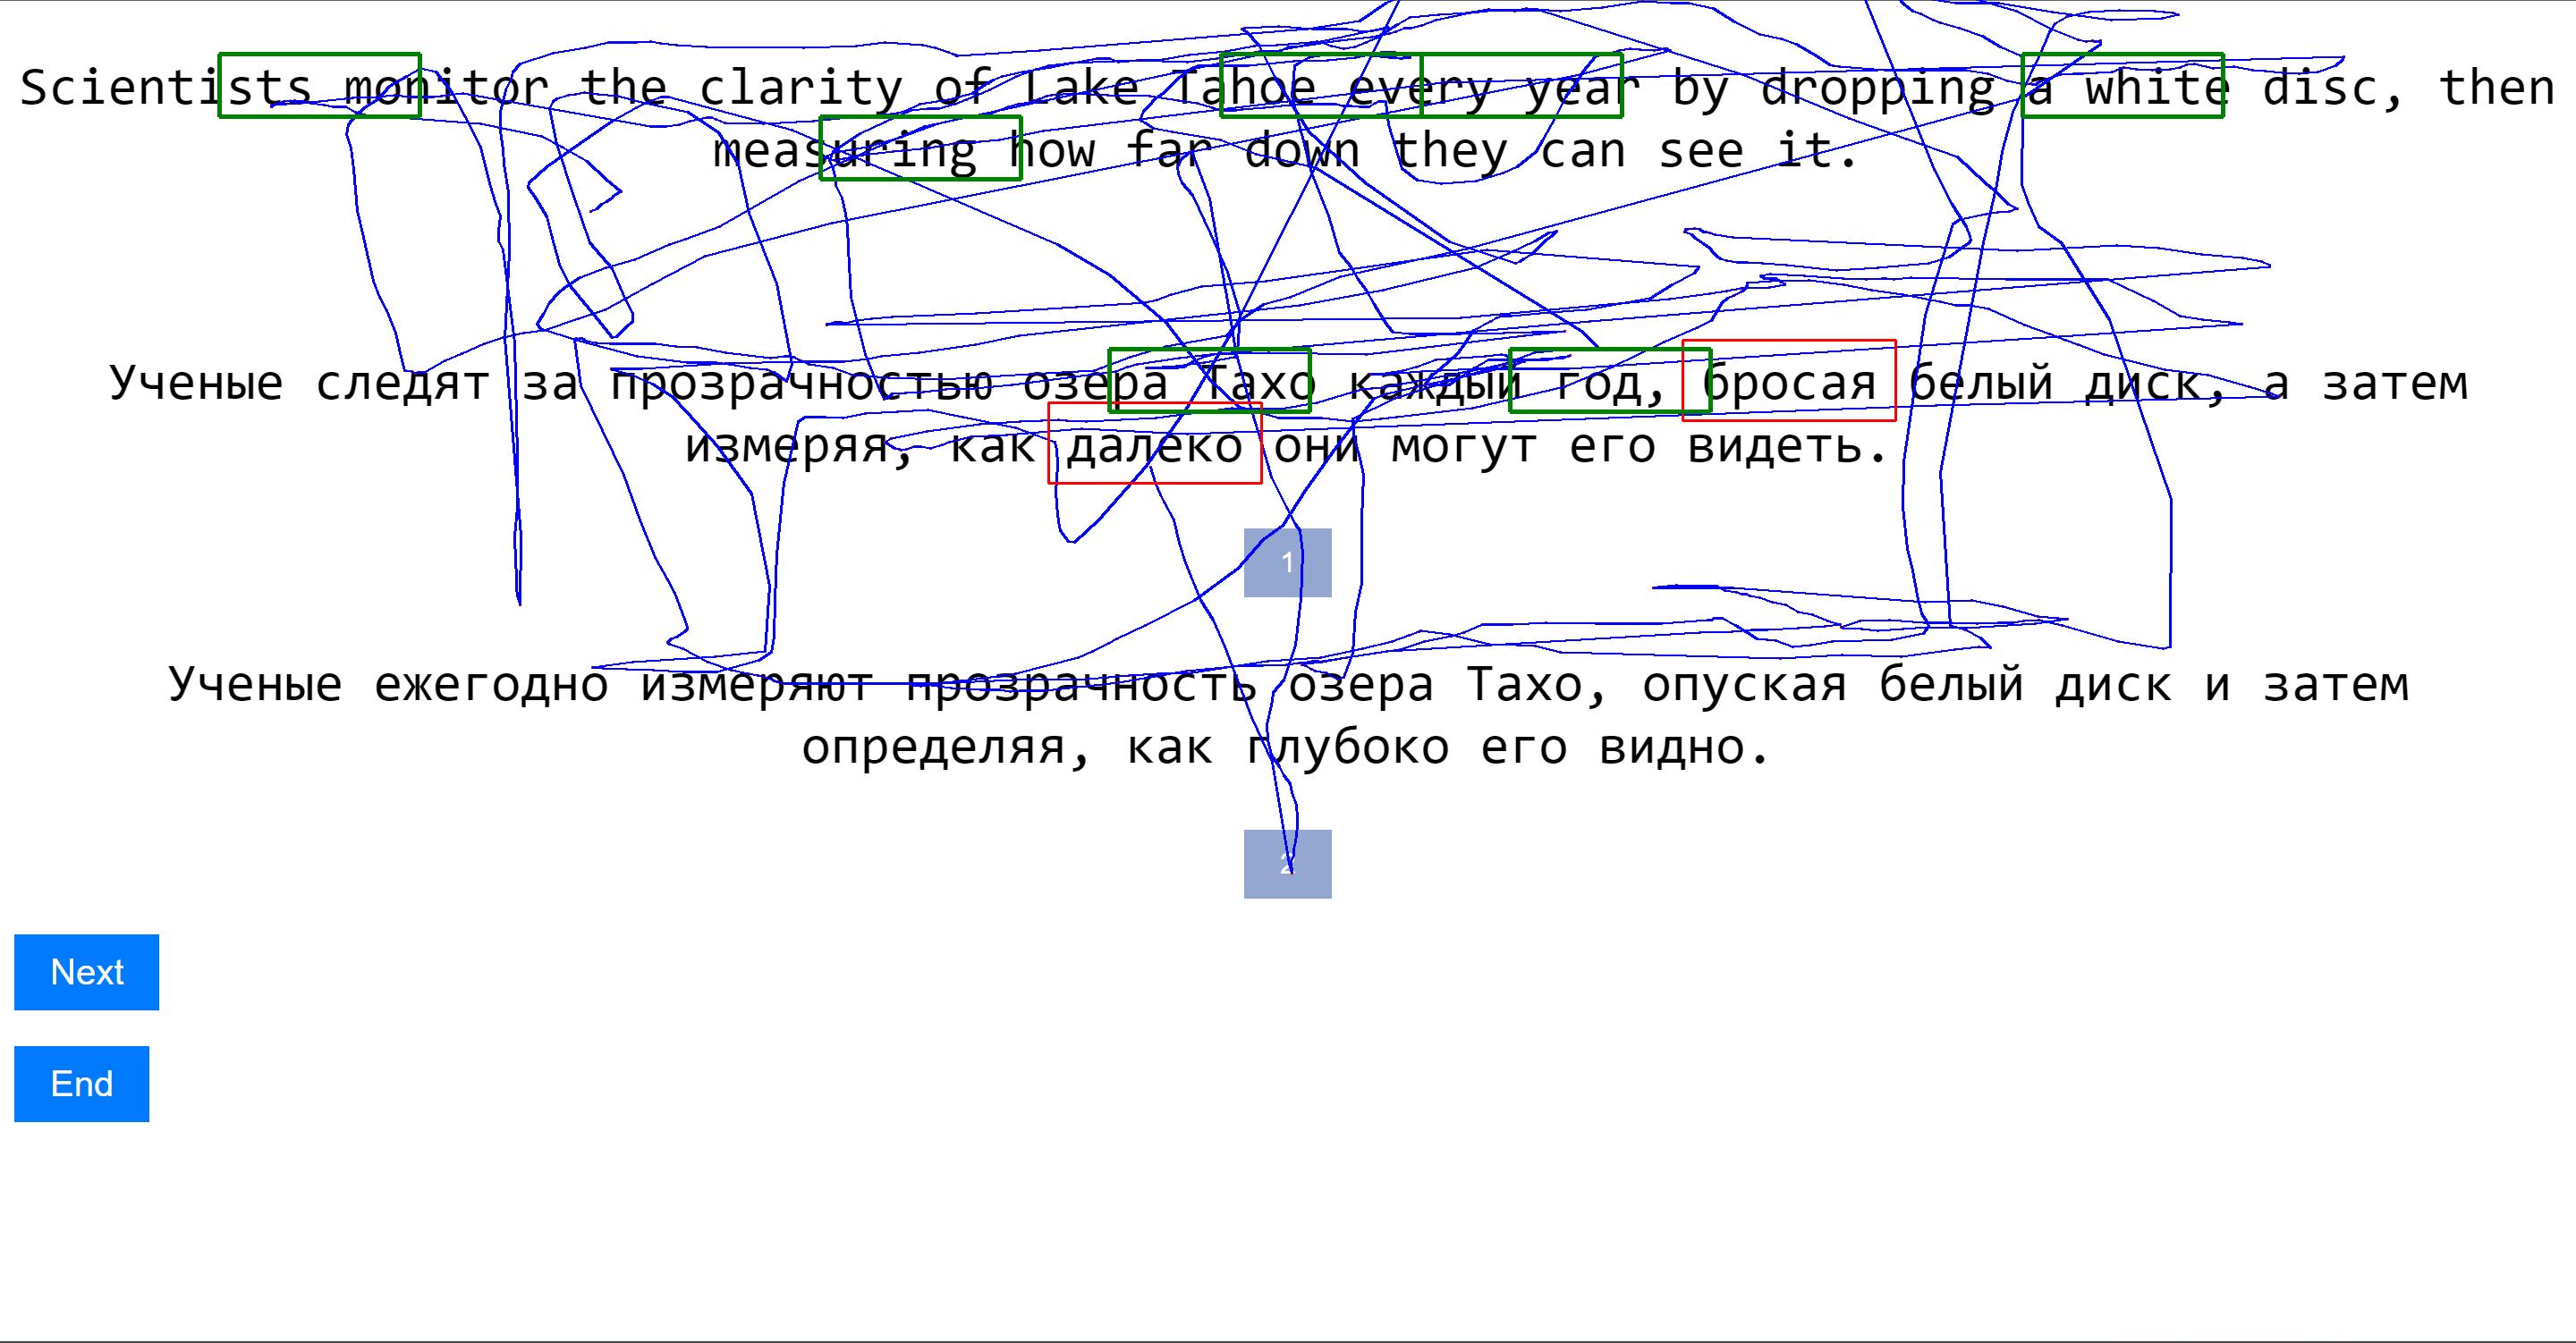 Scientists monitor the clarity of Lake Tahoe every year by dropping a white disc, then
measuring how far down they can see it.
Ученые следят за прозрачностью озера Тахо каждый год, бросая белый диск, а затем
измеряя, как далеко они могут его видеть.
1
Ученые ежегодно измеряют прозрачность озера Тахо, опуская белый диск и затем
определяя, как глубоко его видно.
2
Next
End